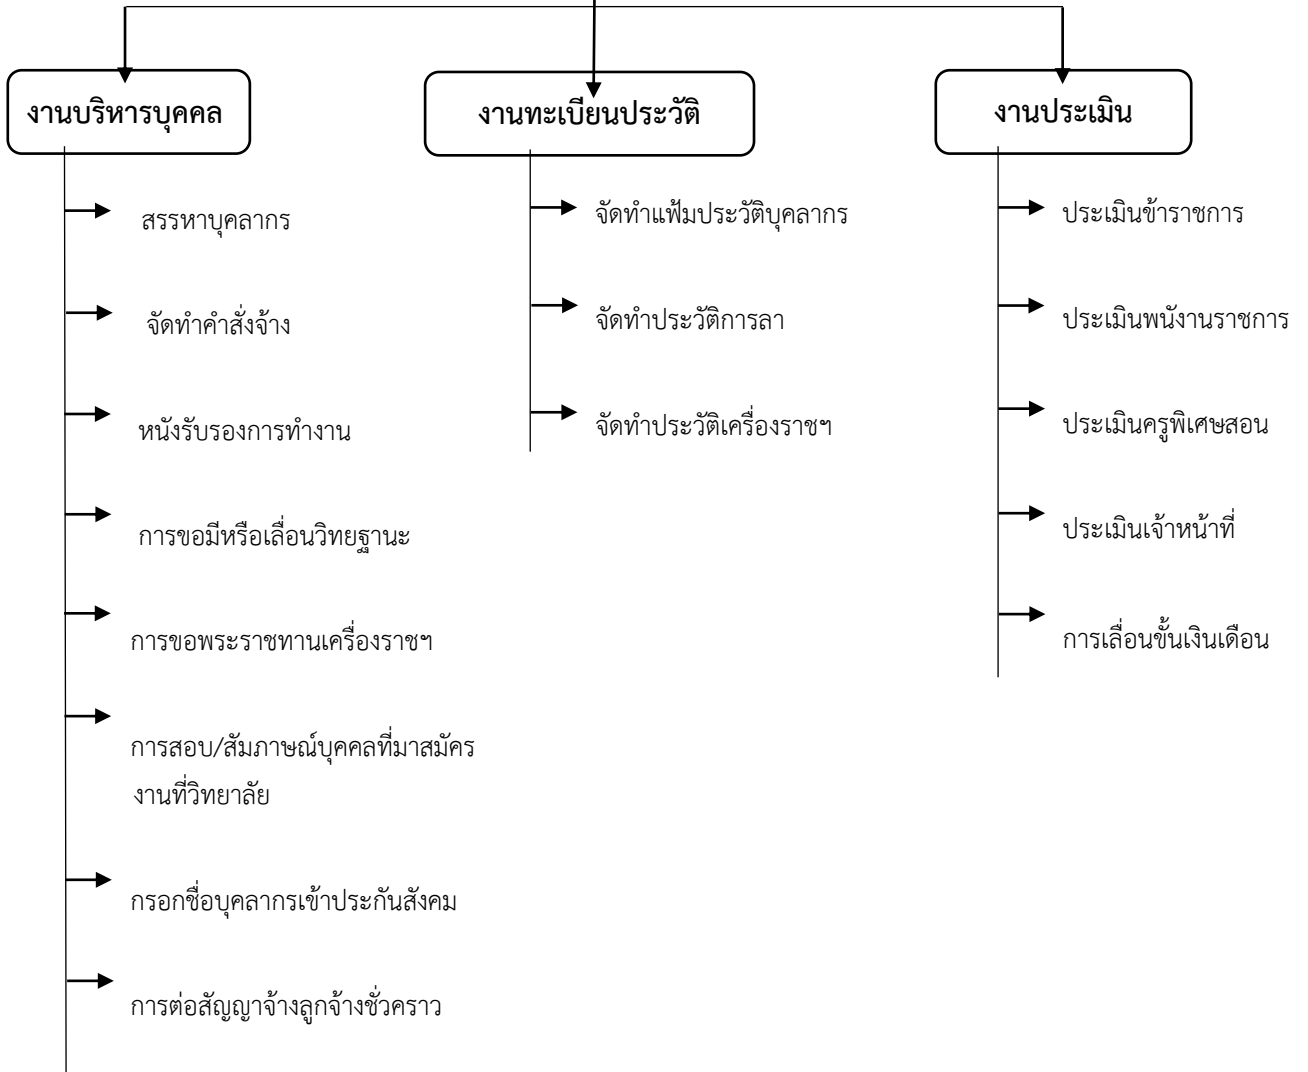 งานบริหารบุคคล
สรรหาบุคลากร
จัดทำคำสั่งจ้าง
หนังรับรองการทำงาน
การขอมีหรือเลื่อนวิทยฐานะ
การขอพระราชทานเครื่องราชฯ
การสอบ/สัมภาษณ์บุคคลที่มาสมัคร
งานที่วิทยาลัย
กรอกชื่อบุคลากรเข้าประกันสังคม
การต่อสัญญาจ้างลูกจ้างชั่วคราว
งานทะเบียนประวัติ
จัดทำแฟ้มประวัติบุคลากร
จัดทำประวัติการลา
จัดทำประวัติเครื่องราชฯ
งานประเมิน
ประเมินข้าราชการ
ประเมินพนังานราชการ
ประเมินครูพิเศษสอน
ประเมินเจ้าหน้าที่
การเลื่อนขั้นเงินเดือน